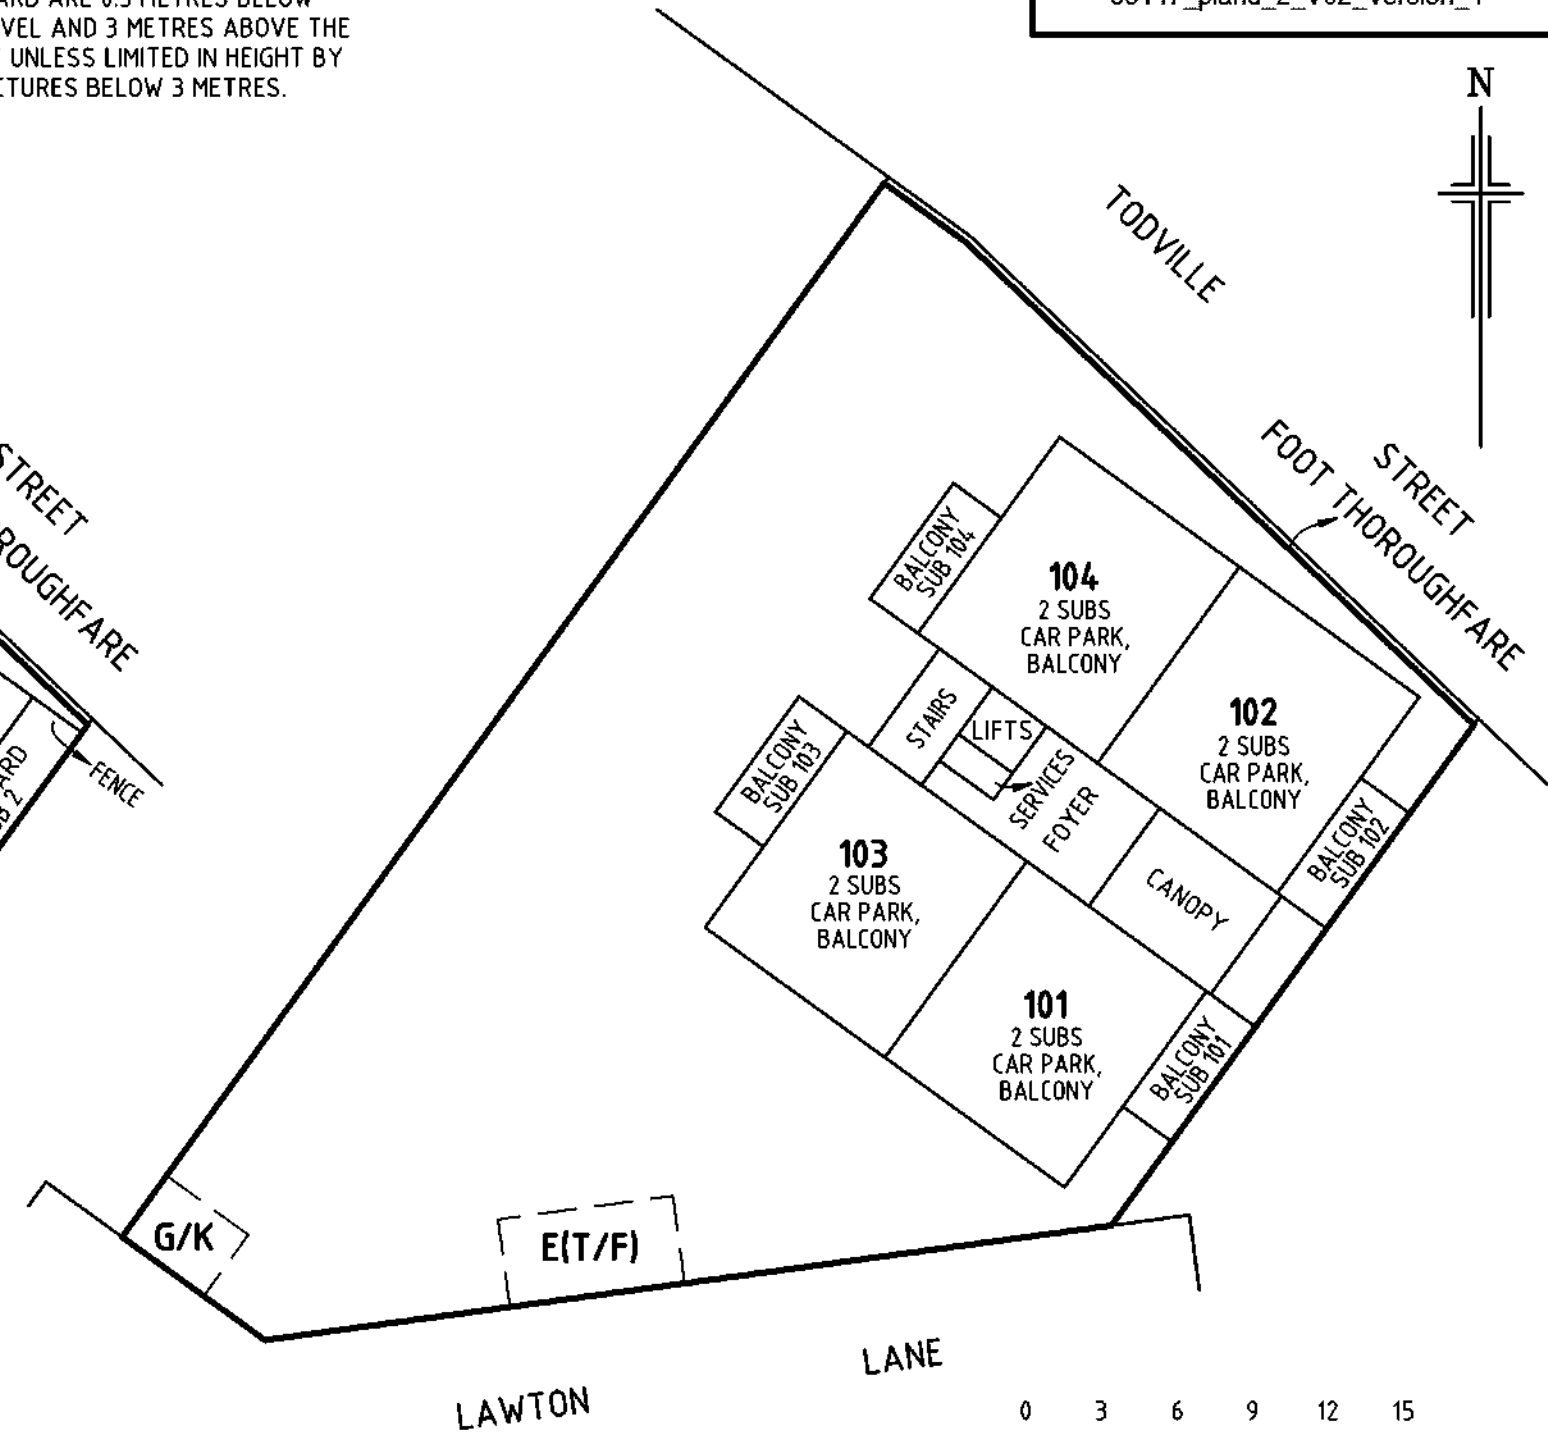 VEL AND 3 METRES ABOVE THE
UNLESS LIMITED IN HEIGHT BY
CTURES BELOW 3 METRES.
N
TODVILLE
STREET
FOOT THOROUGHFARE
STREET
ROUGHFARE
FENCE
BALCONY
SUB 104
104
2 SUBS
CAR PARK,
BALCONY
102
2 SUBS
CAR PARK,
BALCONY
STAIRS
LIFTS
SERVICES
FOYER
CANOPY
BALCONY
SUB 102
BALCONY
SUB 103
103
2 SUBS
CAR PARK,
BALCONY
101
2 SUBS
CAR PARK,
BALCONY
BALCONY
SUB 101
G/K
E(T/F)
LAWTON LANE
0 3 6 9 12 15